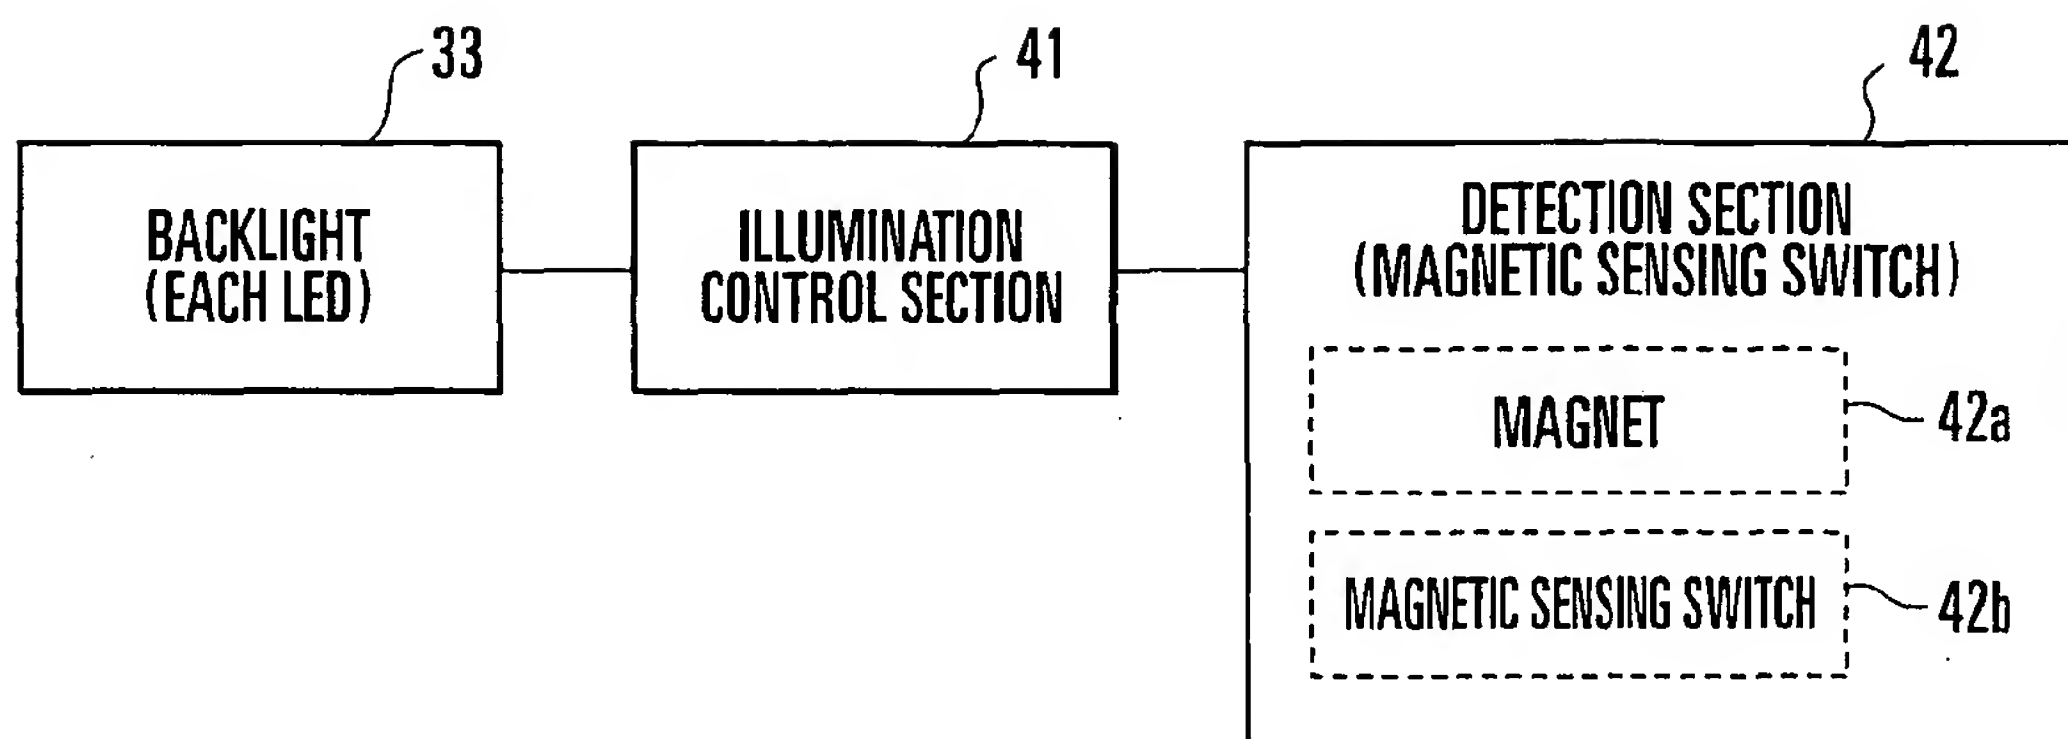 33
41
42
BACKLIGHT
(EACH LED)
ILLUMINATION
CONTROL SECTION
DETECTION SECTION
(MAGNETIC SENSING SWITCH)
MAGNET
42a
MAGNETIC SENSING SWITCH
42b